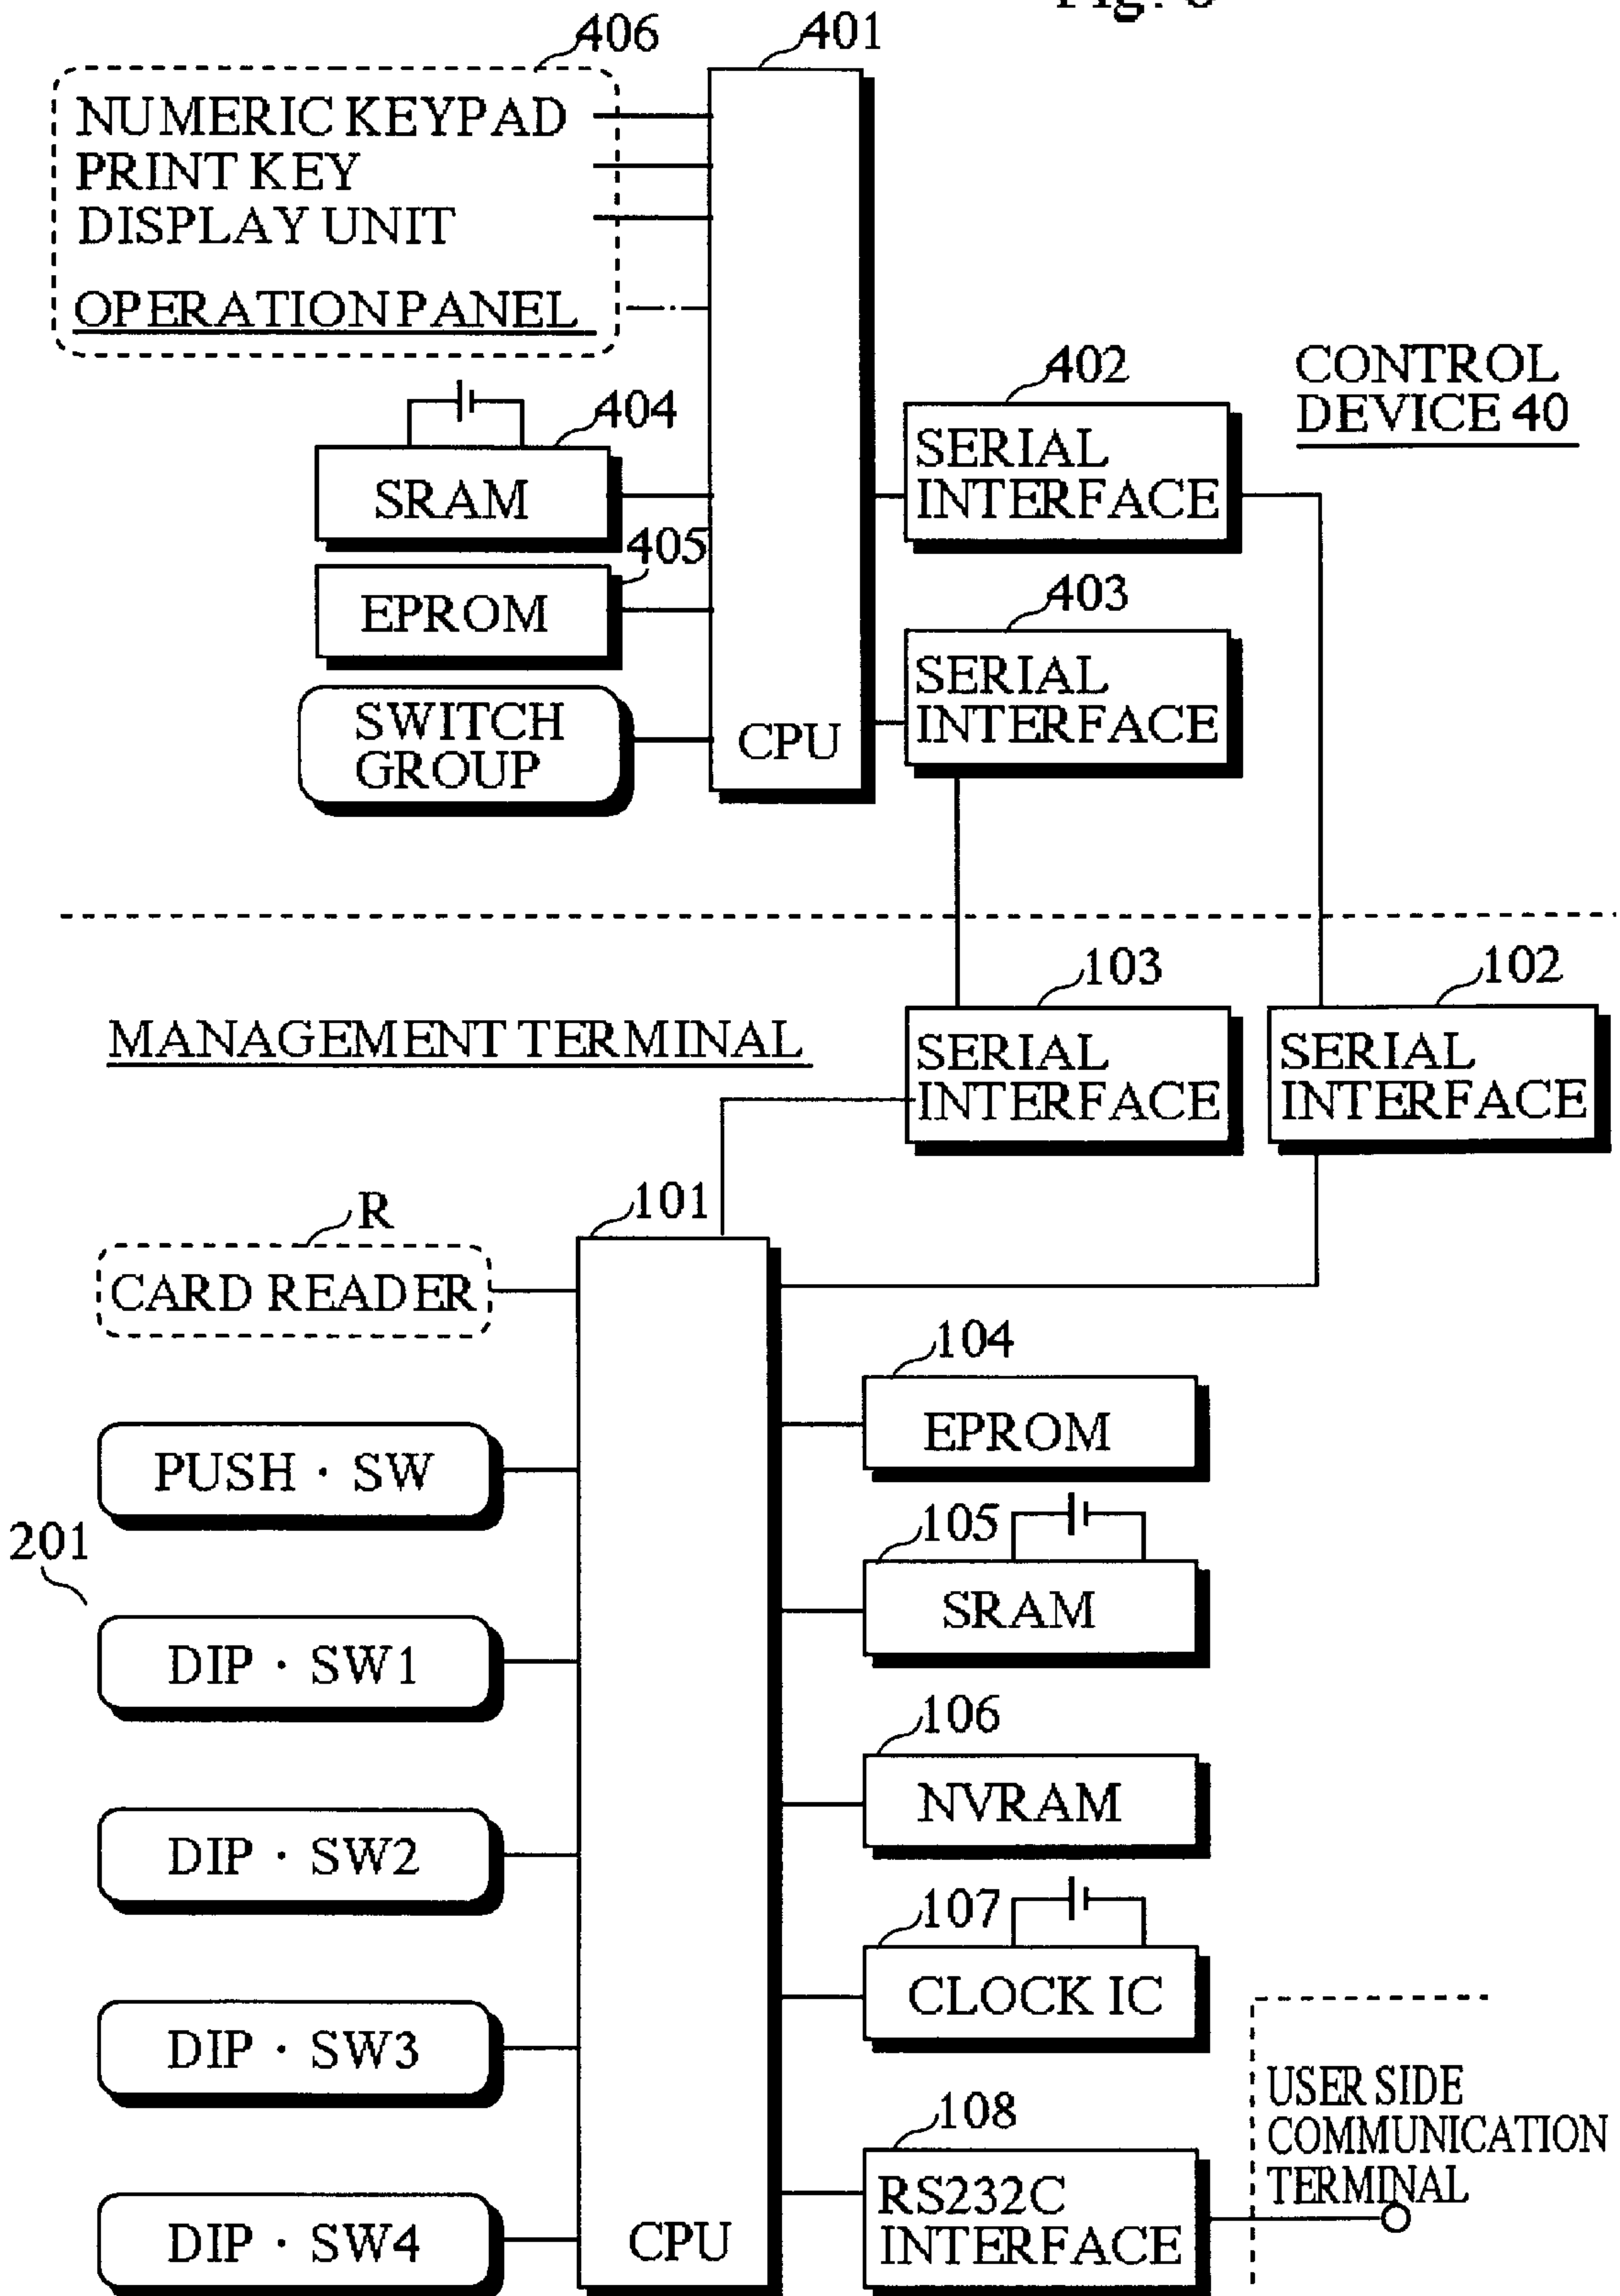 406
401
NUMERIC KEYPAD
PRINT KEY
DISPLAY UNIT
OPERATION PANEL
402
CONTROL
DEVICE 40
404
SERIAL
INTERFACE
SRAM
405
EPROM
403
SERIAL
INTERFACE
SWITCH
GROUP
CPU
103
102
MANAGEMENT TERMINAL
SERIAL
INTERFACE
SERIAL
INTERFACE
R
101
CARD READER
104
EPROM
PUSH · SW
105
201
SRAM
DIP · SW1
106
NVRAM
DIP · SW2
107
CLOCK IC
DIP · SW3
USER SIDE
COMMUNICATION
TERMINAL
108
RS232C
INTERFACE
DIP · SW4
CPU